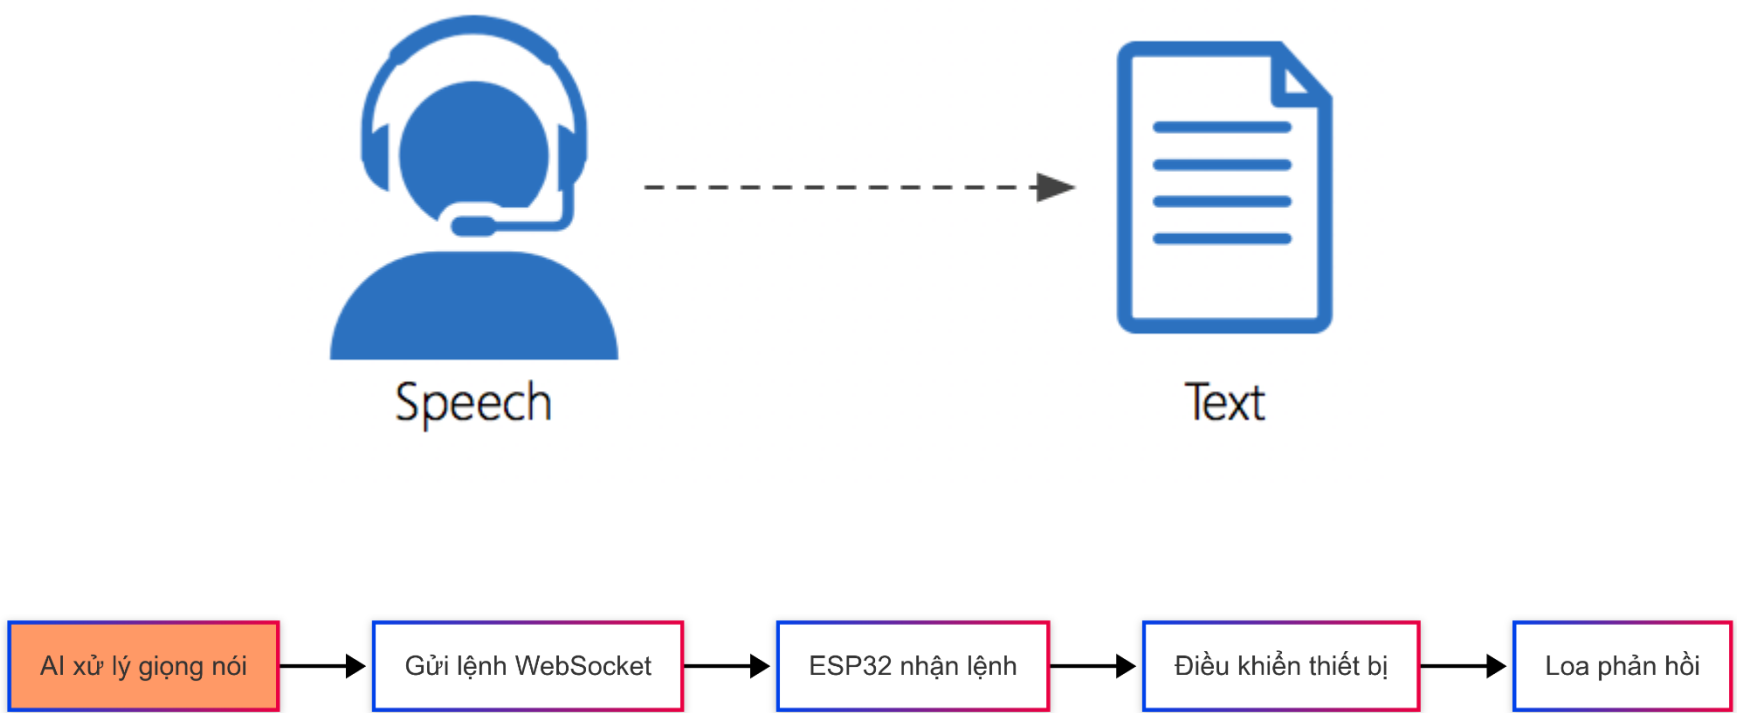 Speech
Text
AI xử lý giọng nói
Gửi lệnh WebSocket
ESP32 nhận lệnh
Điều khiển thiết bị
Loa phản hồi